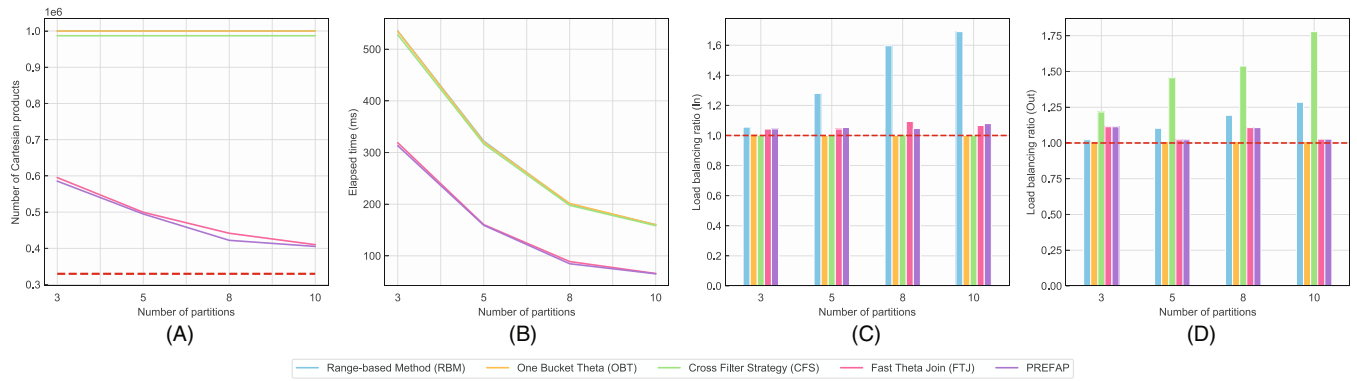 1e6
1.0
0.9
0.8
0.7
0.6
0.5
0.4
0.3
Number of Cartesian products
3 5 8 10
Number of partitions
(A)
500
400
300
200
100
Elapsed time (ms)
3 5 8 10
Number of partitions
(B)
1.6
1.4
1.2
1.0
0.8
0.6
0.4
0.2
0.0
Load balancing ratio (In)
3 5 8 10
Number of partitions
(C)
1.75
1.50
1.25
1.00
0.75
0.50
0.25
0.00
Load balancing ratio (Out)
3 5 8 10
Number of partitions
(D)
Range-based Method (RBM) One Bucket Theta (OBT) Cross Filter Strategy (CFS) Fast Theta Join (FTJ) PREFAP